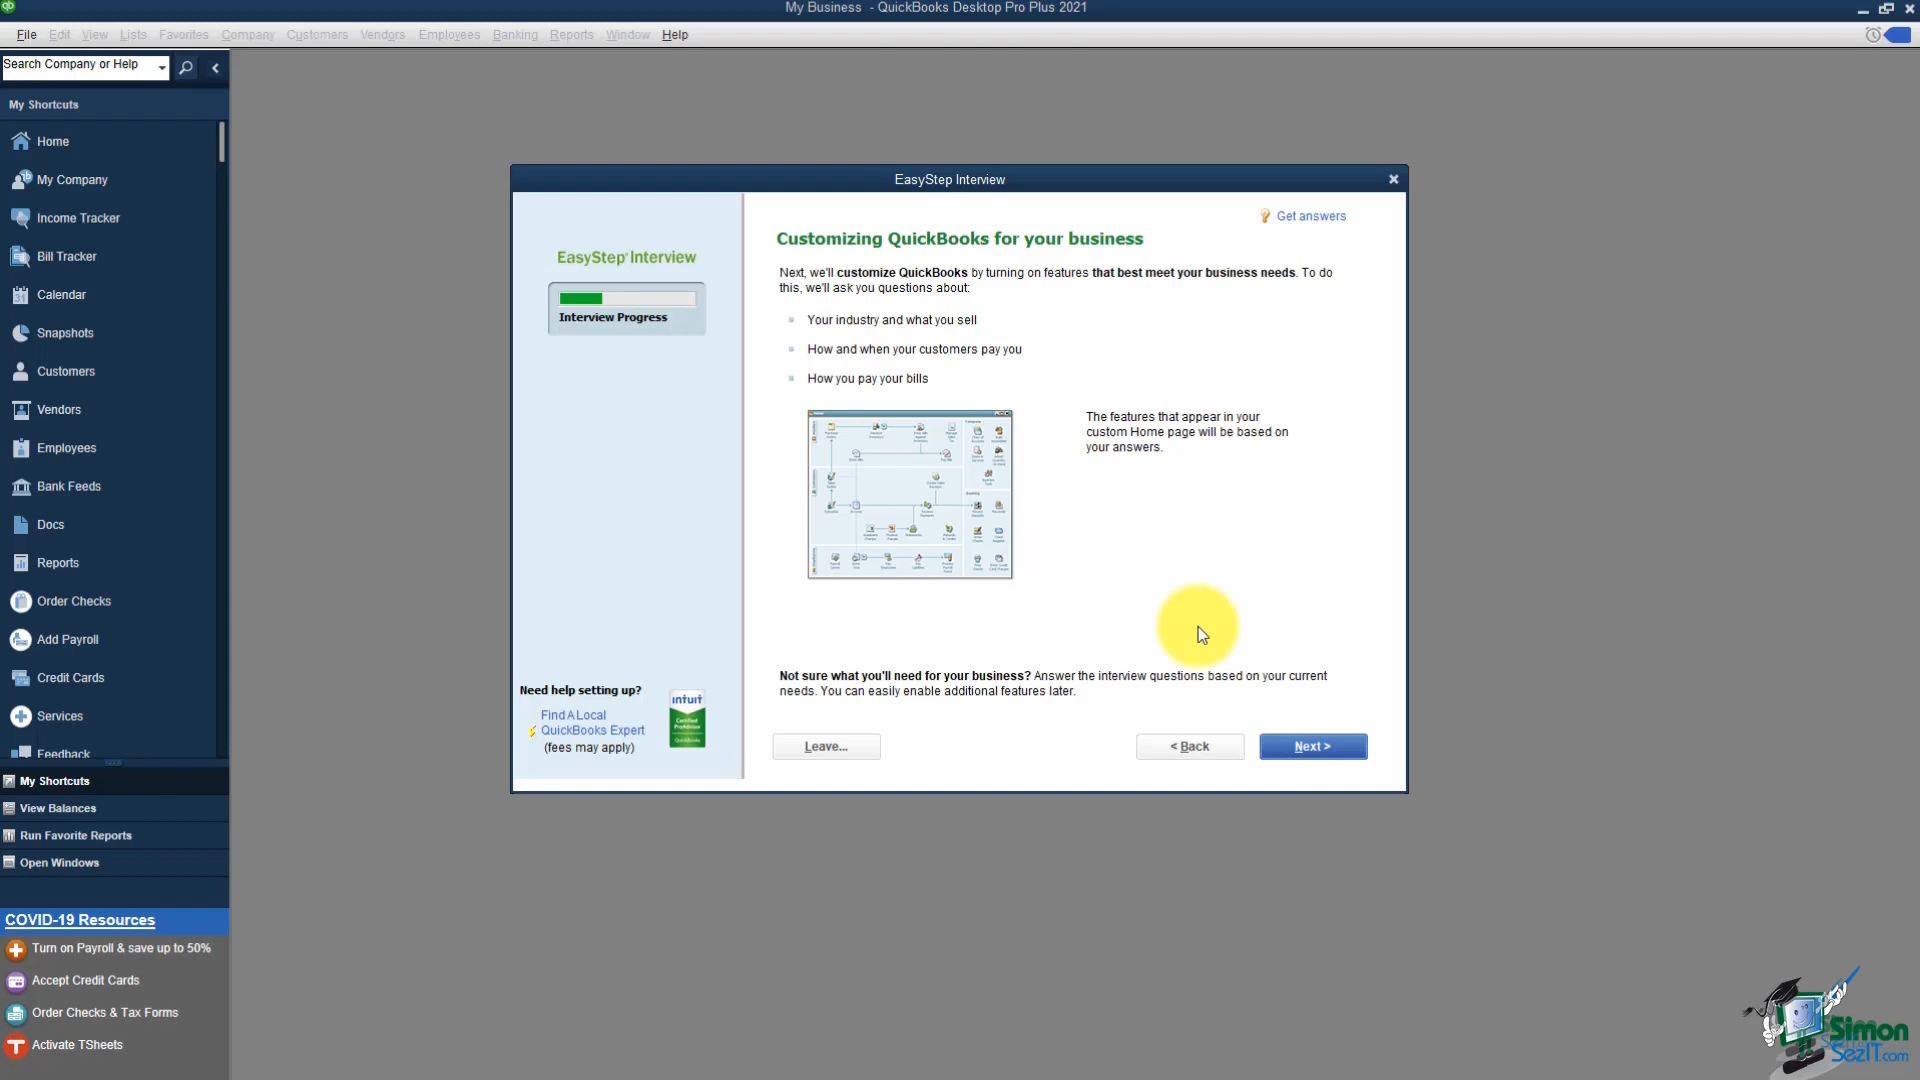 My Business - QuickBooks Desktop Pro Plus 2021
File Edit View Lists Favorites Company Customers Vendors Employees Banking Reports Window Help
Search Company or Help
My Shortcuts
Home
My Company
Income Tracker
Bill Tracker
Calendar
Snapshots
Customers
Vendors
Employees
Bank Feeds
Docs
Reports
Order Checks
Add Payroll
Credit Cards
Services
Feedback
My Shortcuts
View Balances
Run Favorite Reports
Open Windows
COVID-19 Resources
Turn on Payroll & save up to 50%
Accept Credit Cards
Order Checks & Tax Forms
Activate TSheets
EasyStep Interview
EasyStep Interview
Interview Progress
Need help setting up?
Find A Local
QuickBooks Expert
(fees may apply)
intuit
Certified
ProAdvisor
QuickBooks
Get answers
Customizing QuickBooks for your business
Next, we'll customize QuickBooks by turning on features that best meet your business needs. To do
this, we'll ask you questions about:
Your industry and what you sell
How and when your customers pay you
How you pay your bills
The features that appear in your
custom Home page will be based on
your answers.
Not sure what you'll need for your business? Answer the interview questions based on your current
needs. You can easily enable additional features later.
Leave...
< Back
Next >
Simon
SezIT.com